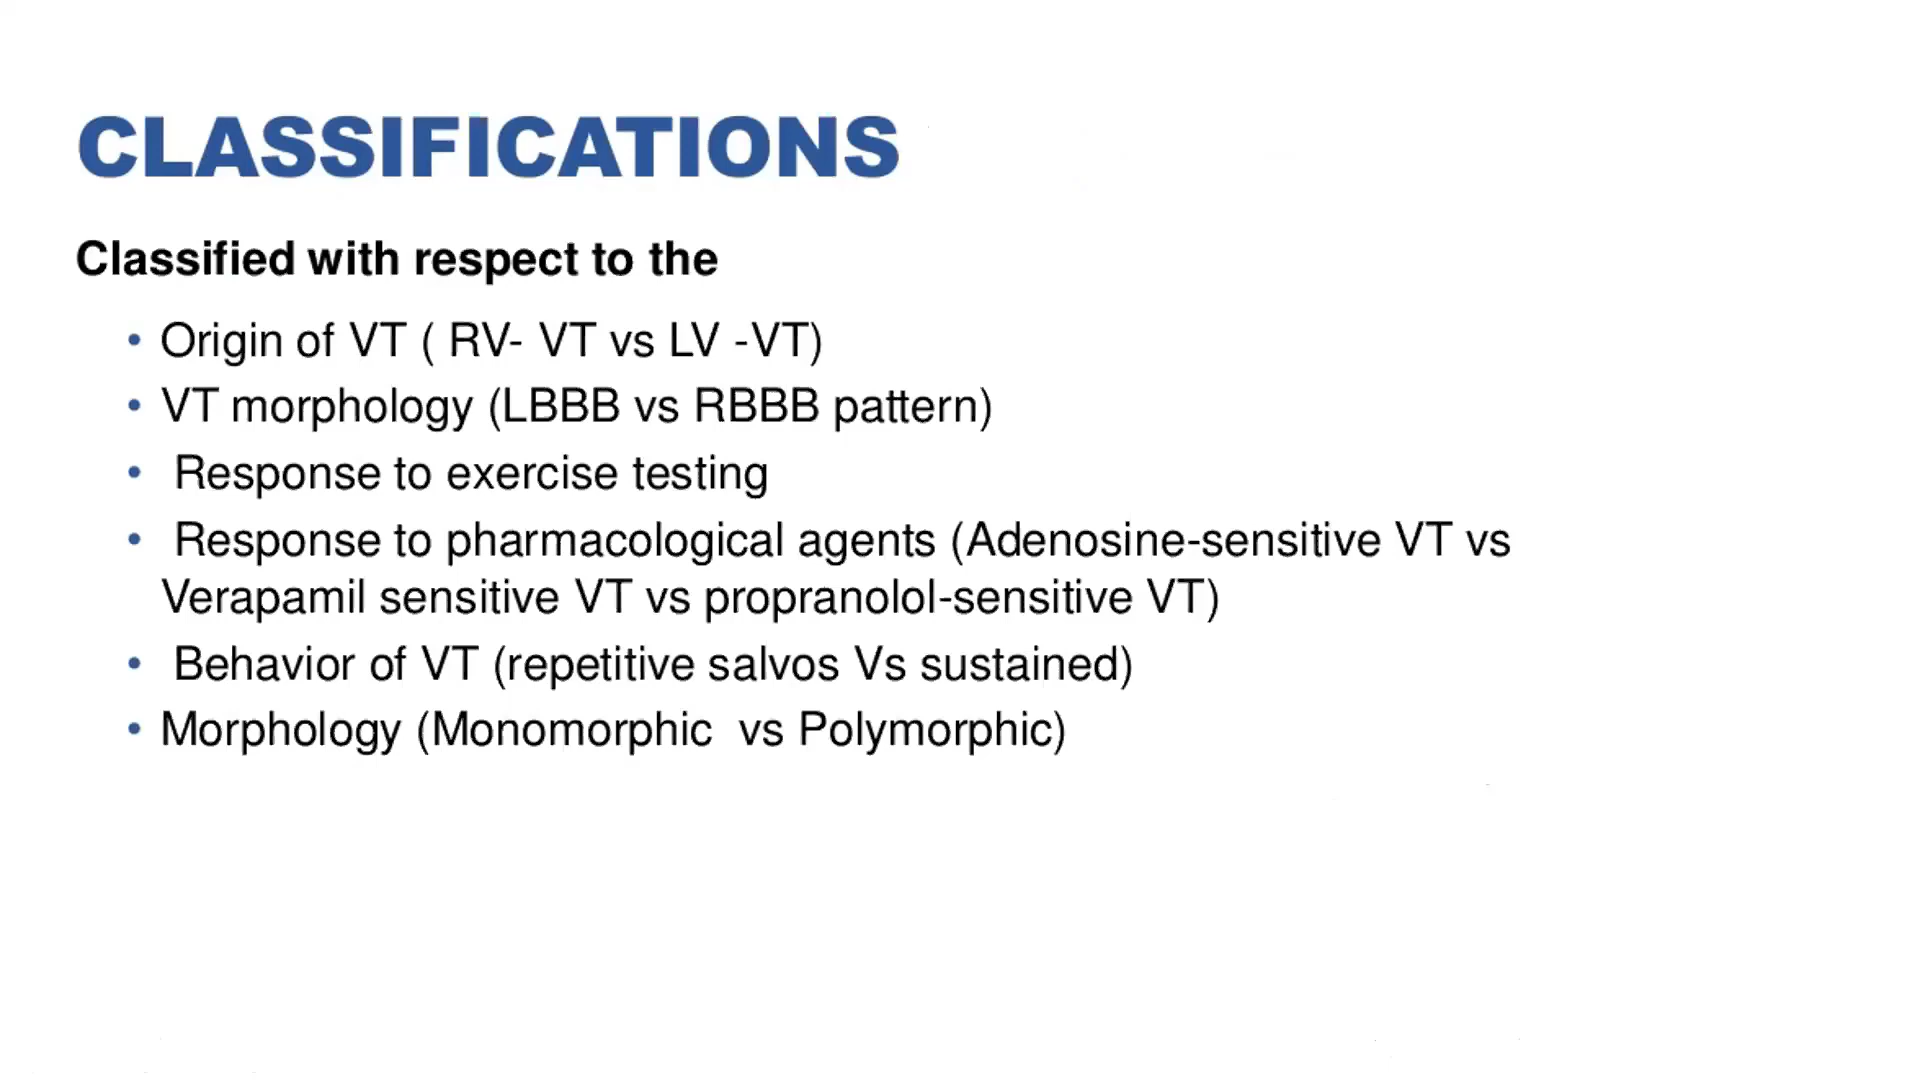 CLASSIFICATIONS
Classified with respect to the
• Origin of VT ( RV- VT vs LV -VT)
• VT morphology (LBBB vs RBBB pattern)
• Response to exercise testing
• Response to pharmacological agents (Adenosine-sensitive VT vs
Verapamil sensitive VT vs propranolol-sensitive VT)
• Behavior of VT (repetitive salvos Vs sustained)
• Morphology (Monomorphic  vs Polymorphic)